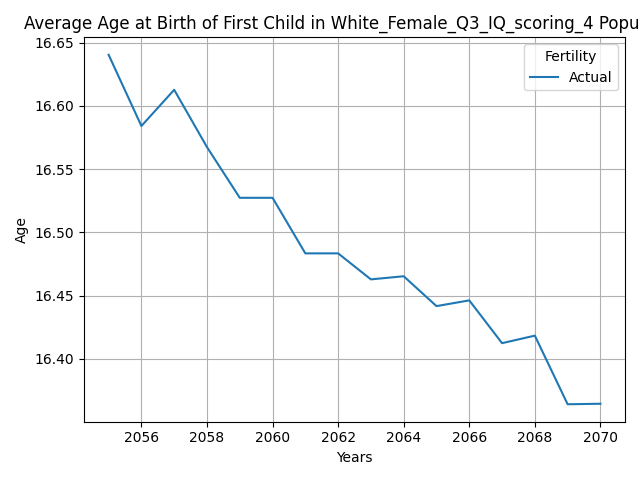 Average Age at Birth of First Child in White_Female_Q3_IQ_scoring_4 Popu
16.65
16.60
16.55
16.50
16.45
16.40
Age
Fertility
Actual
2056 2058 2060 2062 2064 2066 2068 2070
Years